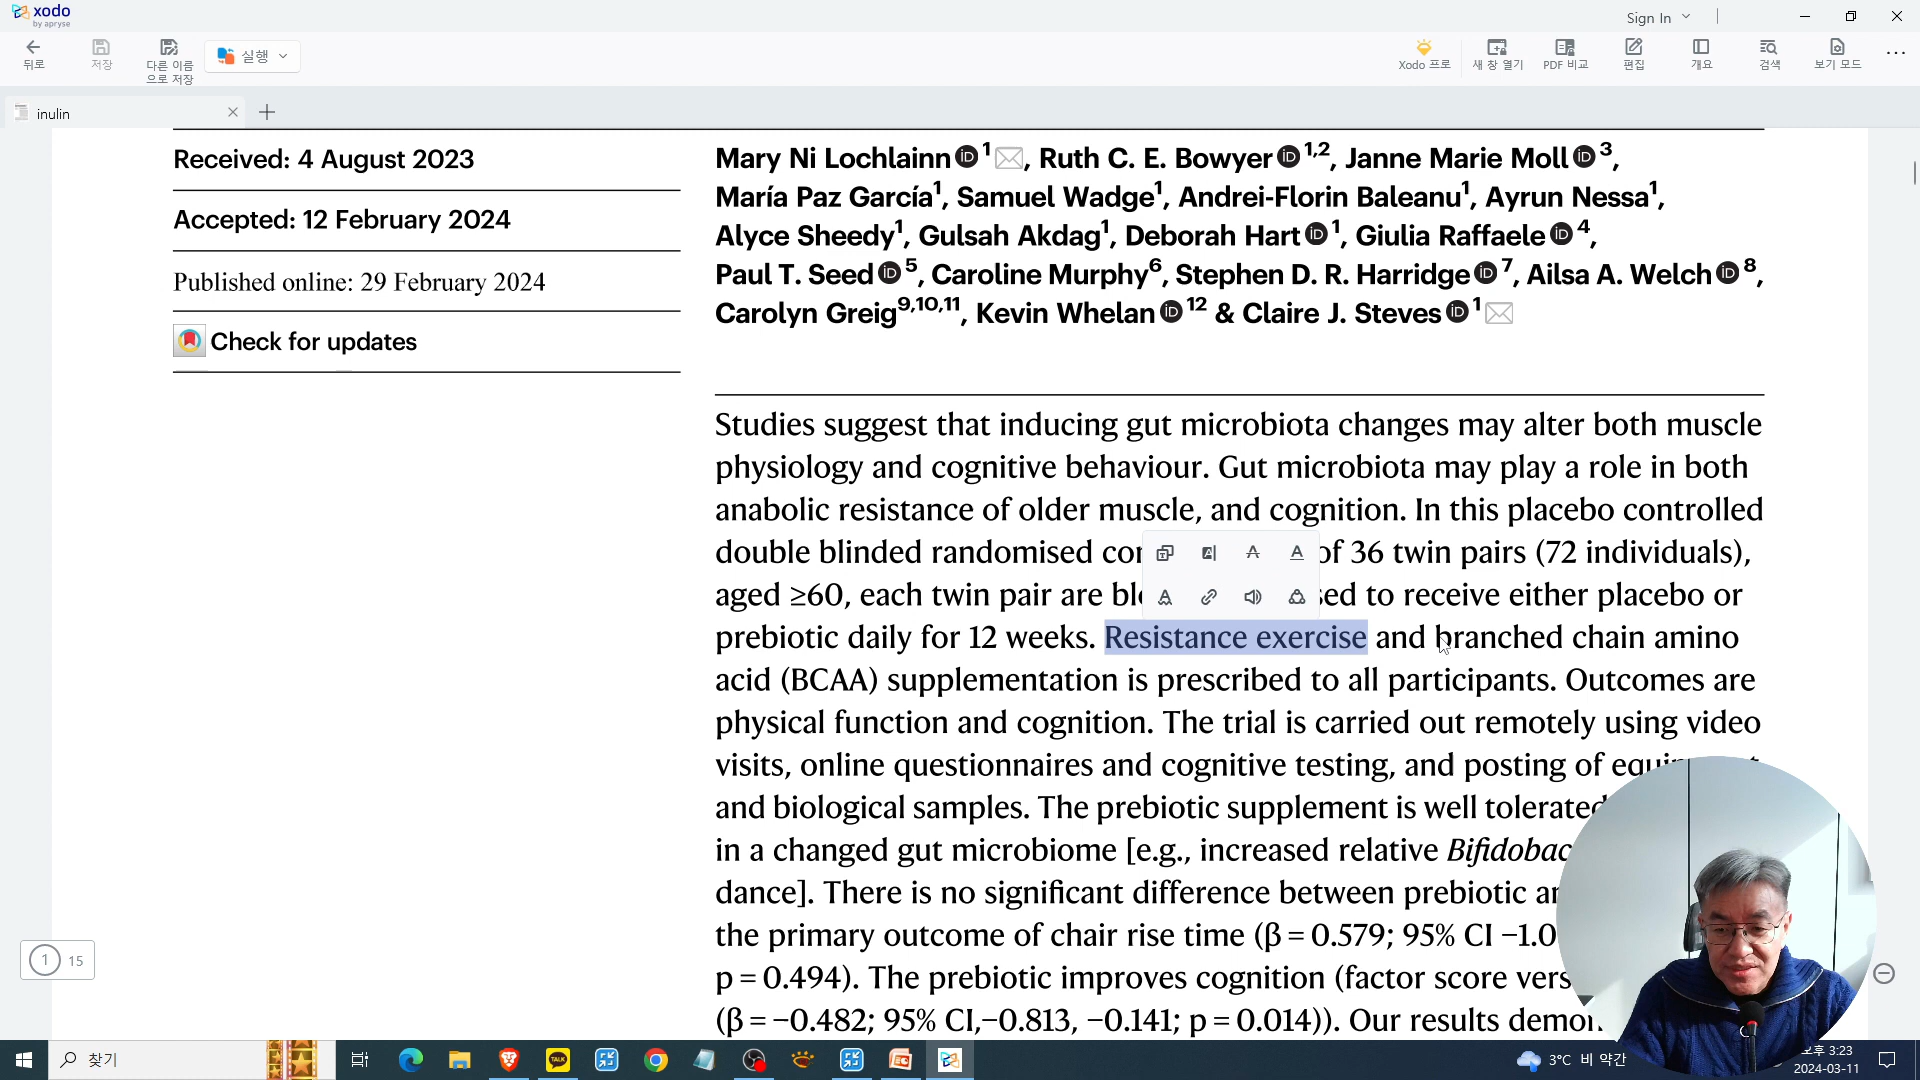 xodo
by apryse
Sign In
뒤로
저장
다른 이름
으로 저장
실행
Xodo 프로
새 창 열기
PDF 비교
편집
개요
검색
보기 모드
inulin
Received: 4 August 2023
Accepted: 12 February 2024
Published online: 29 February 2024
Check for updates
Mary Ni Lochlainn 1, Ruth C. E. Bowyer 1,2, Janne Marie Moll 3,
María Paz García1, Samuel Wadge1, Andrei-Florin Baleanu1, Ayrun Nessa1,
Alyce Sheedy1, Gulsah Akdag1, Deborah Hart 1, Giulia Raffaele 4,
Paul T. Seed 5, Caroline Murphy6, Stephen D. R. Harridge 7, Ailsa A. Welch 8,
Carolyn Greig9,10,11, Kevin Whelan 12 & Claire J. Steves 1
Studies suggest that inducing gut microbiota changes may alter both muscle
physiology and cognitive behaviour. Gut microbiota may play a role in both
anabolic resistance of older muscle, and cognition. In this placebo controlled
double blinded randomised of 36 twin pairs (72 individuals),
aged ≥60, each twin pair are to receive either placebo or
prebiotic daily for 12 weeks. Resistance exercise and branched chain amino
acid (BCAA) supplementation is prescribed to all participants. Outcomes are
physical function and cognition. The trial is carried out remotely using video
visits, online questionnaires and cognitive testing, and posting of
and biological samples. The prebiotic supplement is well tolerated
in a changed gut microbiome [e.g., increased relative
dance]. There is no significant difference between prebiotic
the primary outcome of chair rise time (β = 0.579; 95% CI −1.0
p = 0.494). The prebiotic improves cognition (factor score
(β = −0.482; 95% CI,−0.813, −0.141; p = 0.014)). Our results
1 15
찾기
TALK
3°C 비 약간
오후 3:23
2024-03-11